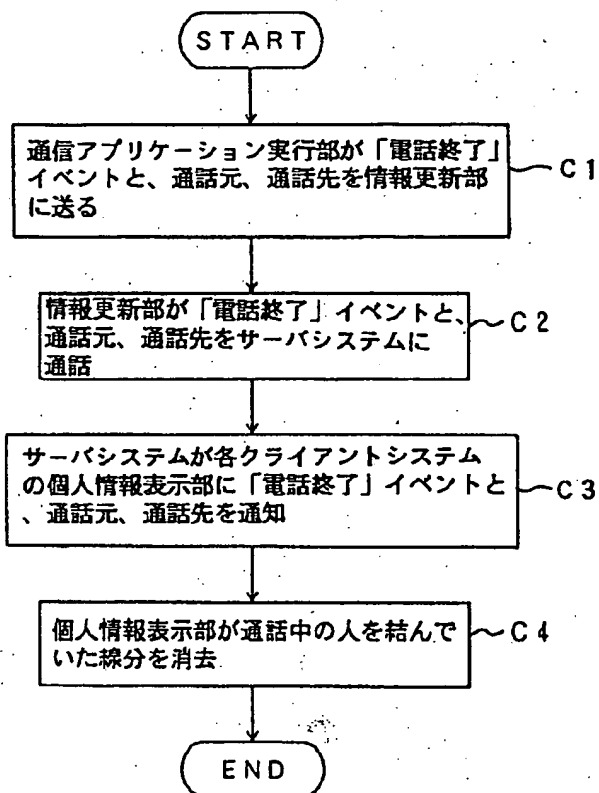 START
通信アプリケーション実行部が「電話終了」
イベントと、通話元、通話先を情報更新部
に送る
C1
情報更新部が「電話終了」イベントと、
通話元、通話先をサーバシステムに
通話
C2
サーバシステムが各クライアントシステム
の個人情報表示部に「電話終了」イベントと
、通話元、通話先を通知
C3
個人情報表示部が通話中の人を結んで
いた線分を消去
C4
END